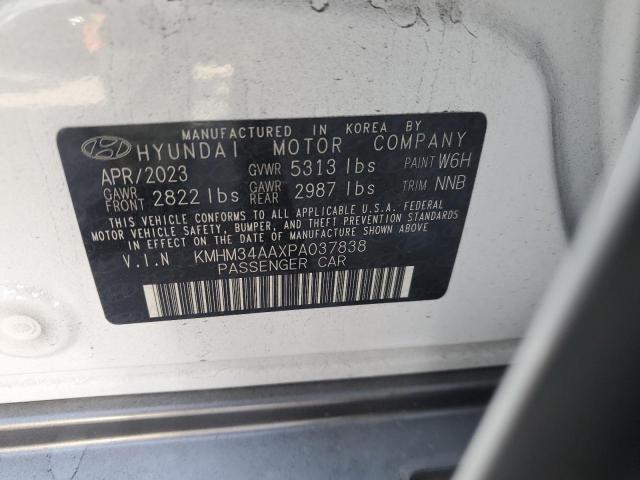 MANUFACTURED IN KOREA BY
HYUNDAI MOTOR COMPANY
APR/2023 GVWR 5313 lbs PAINT W6H
GAWR FRONT 2822 lbs GAWR REAR 2987 lbs TRIM NNB
THIS VEHICLE CONFORMS TO ALL APPLICABLE U.S.A. FEDERAL
MOTOR VEHICLE SAFETY, BUMPER, AND THEFT PREVENTION STANDARDS
IN EFFECT ON THE DATE OF MANUFACTURE SHOWN ABOVE
V.I.N KMHM34AAXPA037838
PASSENGER CAR